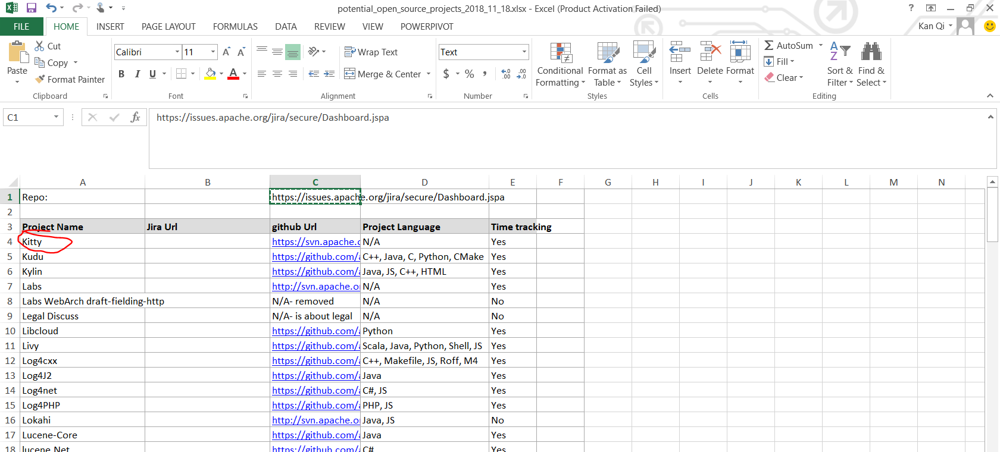 potential_open_source_projects_2018_11_18.xlsx - Excel (Product Activation Failed)
FILE HOME INSERT PAGE LAYOUT FORMULAS DATA REVIEW VIEW POWERPIVOT Kan Qi
Cut
Copy
Format Painter
Paste
Clipboard
Calibri 11
B I U
Font
Wrap Text
Merge & Center
Alignment
Text
$ % ,
Number
Conditional Formatting
Format as Table
Cell Styles
Styles
Insert Delete Format
Cells
AutoSum
Fill
Clear
Sort & Filter
Find & Select
Editing
C1 fx https://issues.apache.org/jira/secure/Dashboard.jspa
A B C D E F G H I J K L M N
1 Repo: https://issues.apache.org/jira/secure/Dashboard.jspa
2
3 Project Name Jira Url github Url Project Language Time tracking
4 Kitty https://svn.apache.o N/A Yes
5 Kudu https://github.com/a C++, Java, C, Python, CMake Yes
6 Kylin https://github.com/a Java, JS, C++, HTML Yes
7 Labs http://svn.apache.o N/A Yes
8 Labs WebArch draft-fielding-http N/A- removed N/A No
9 Legal Discuss N/A- is about legal N/A No
10 Libcloud https://github.com/a Python Yes
11 Livy https://github.com/a Scala, Java, Python, Shell, JS Yes
12 Log4cxx https://github.com/a C++, Makefile, JS, Roff, M4 Yes
13 Log4J2 https://github.com/a Java Yes
14 Log4net https://github.com/a C#, JS Yes
15 Log4PHP https://github.com/a PHP, JS Yes
16 Lokahi http://svn.apache.o Java, JS No
17 Lucene-Core https://github.com/a Java Yes
18 lucene.Net https://github.com/a C# Yes